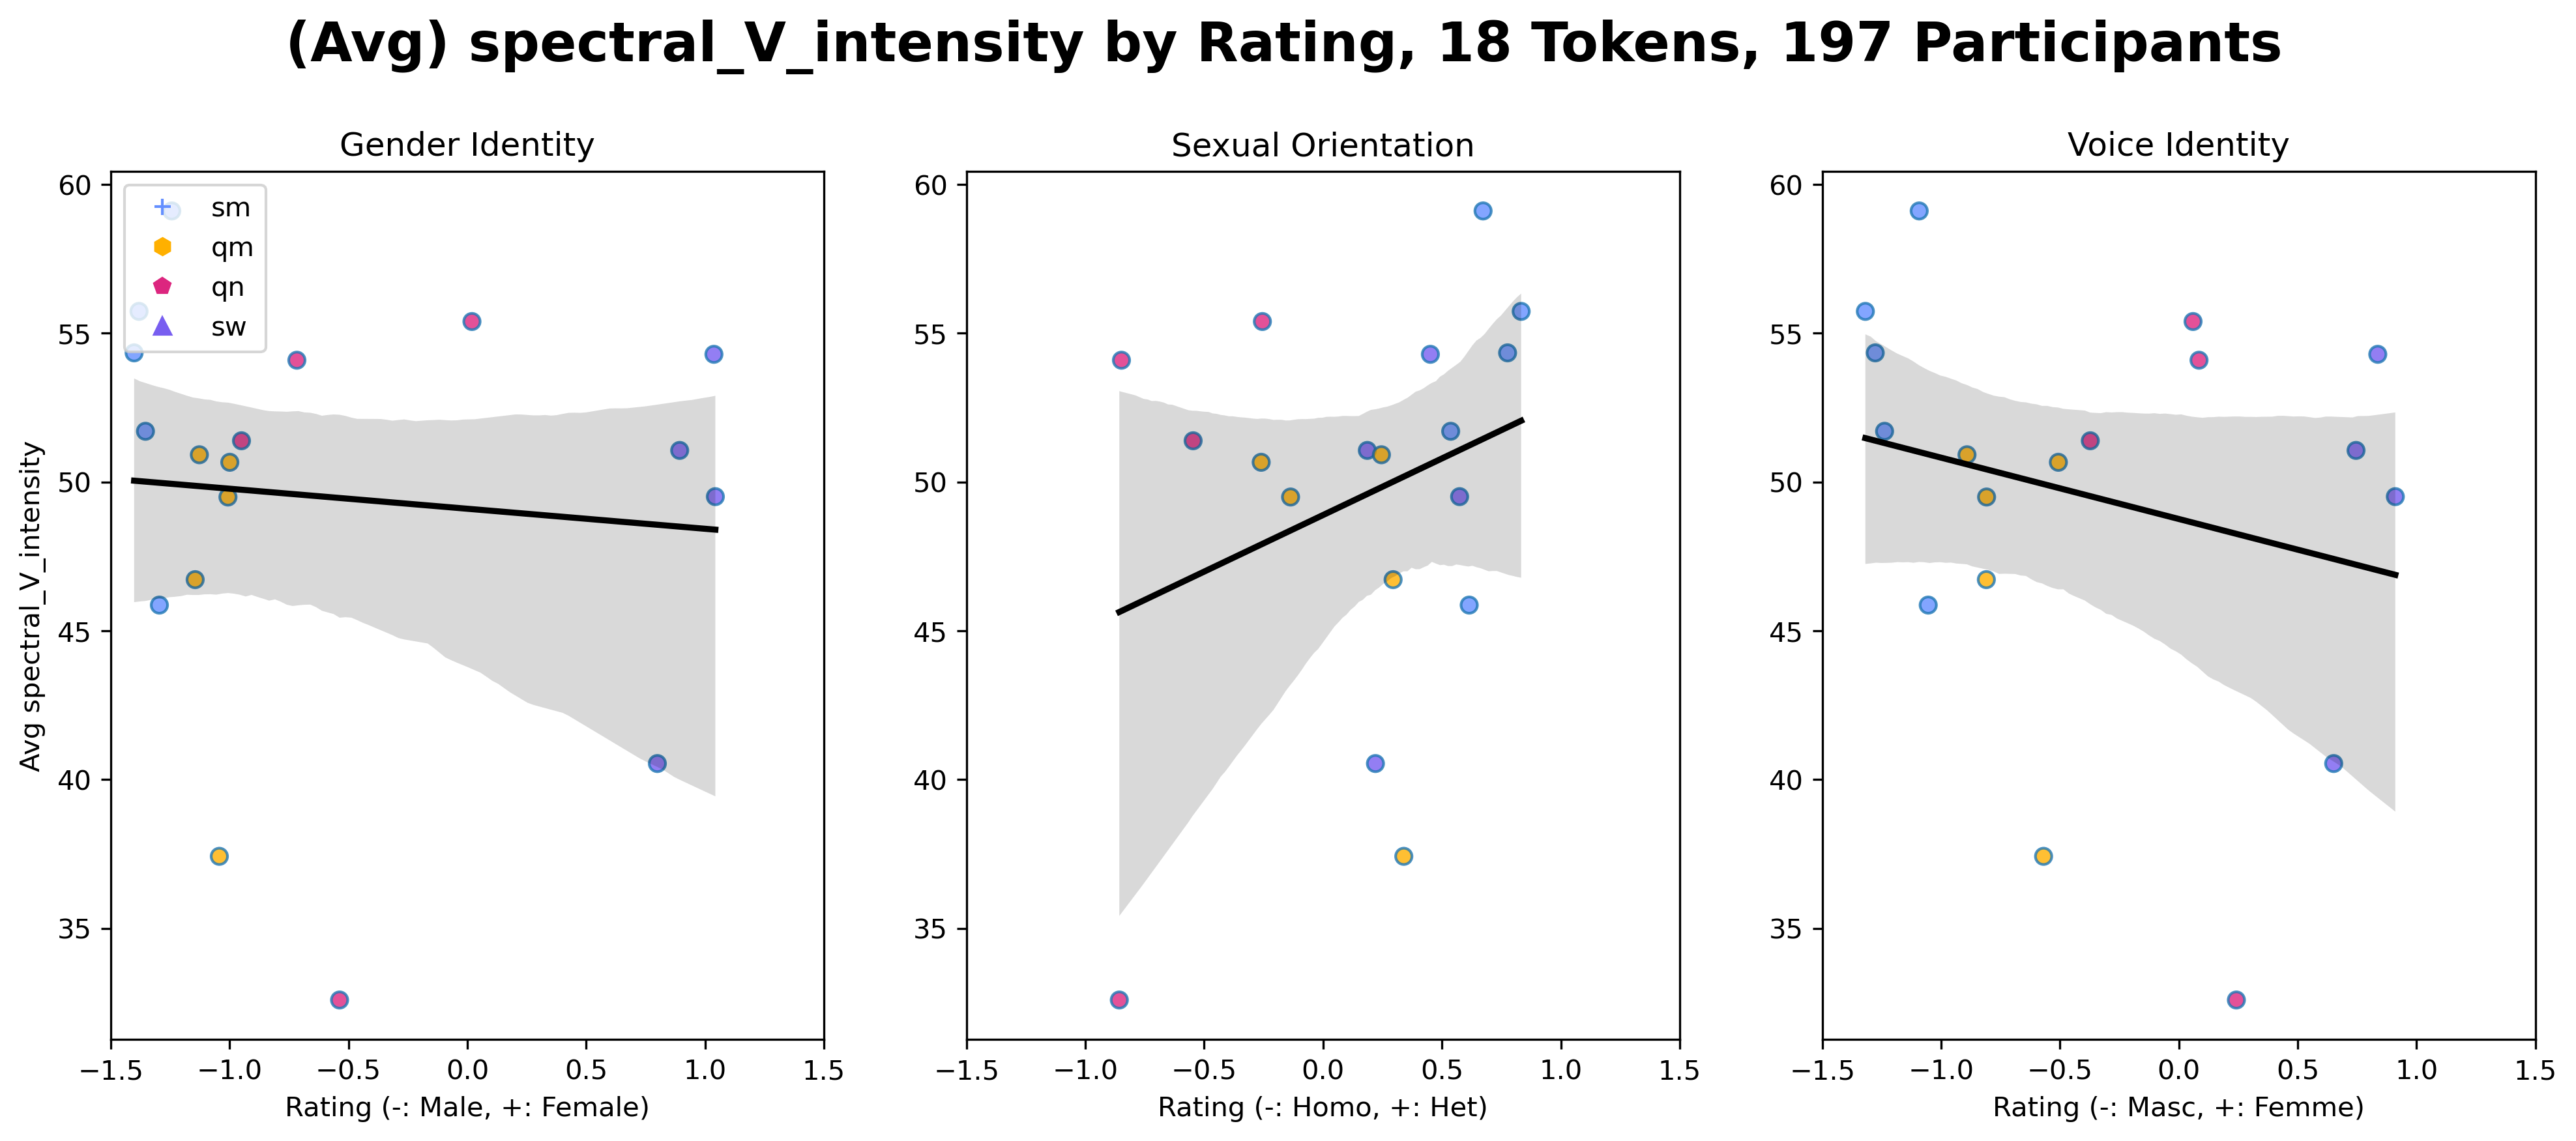 (Avg) spectral_V_intensity by Rating, 18 Tokens, 197 Participants
Gender Identity
Sexual Orientation
Voice Identity
sm
qm
qn
sw
Avg spectral_V_intensity
60
55
50
45
40
35
−1.5 −1.0 −0.5 0.0 0.5 1.0 1.5
Rating (-: Male, +: Female)
60
55
50
45
40
35
−1.5 −1.0 −0.5 0.0 0.5 1.0 1.5
Rating (-: Homo, +: Het)
60
55
50
45
40
35
−1.5 −1.0 −0.5 0.0 0.5 1.0 1.5
Rating (-: Masc, +: Femme)